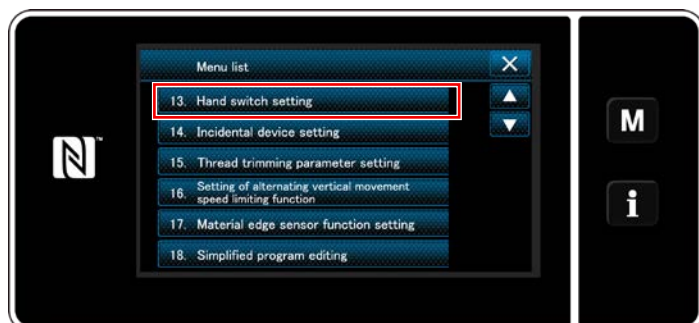 Menu list
13. Hand switch setting
14. Incidental device setting
15. Thread trimming parameter setting
16. Setting of alternating vertical movement
speed limiting function
17. Material edge sensor function setting
18. Simplified program editing
M
i